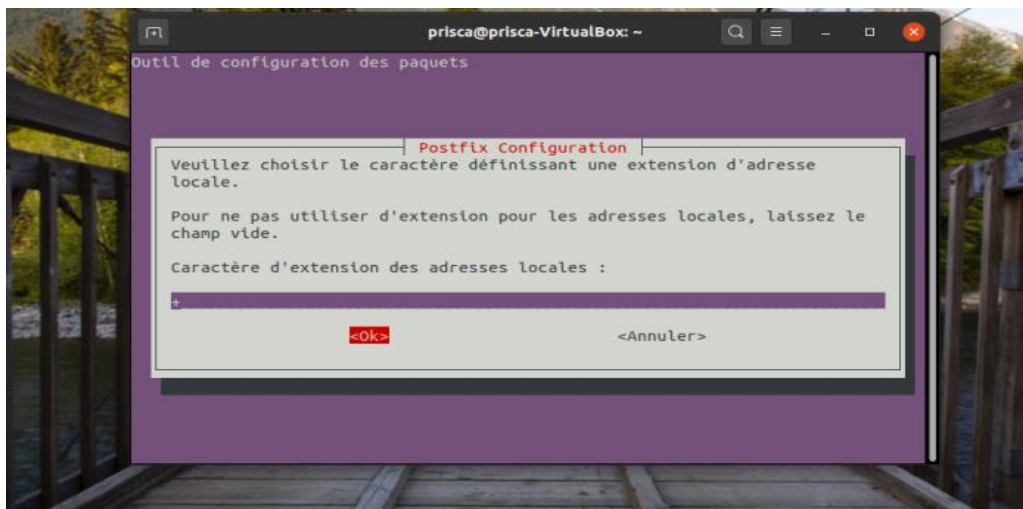 prisca@prisca-VirtualBox: ~
Outil de configuration des paquets
Postfix Configuration
Veuillez choisir le caractère définissant une extension d'adresse
locale.
Pour ne pas utiliser d'extension pour les adresses locales, laissez le
champ vide.
Caractère d'extension des adresses locales :
+
<Ok> <Annuler>